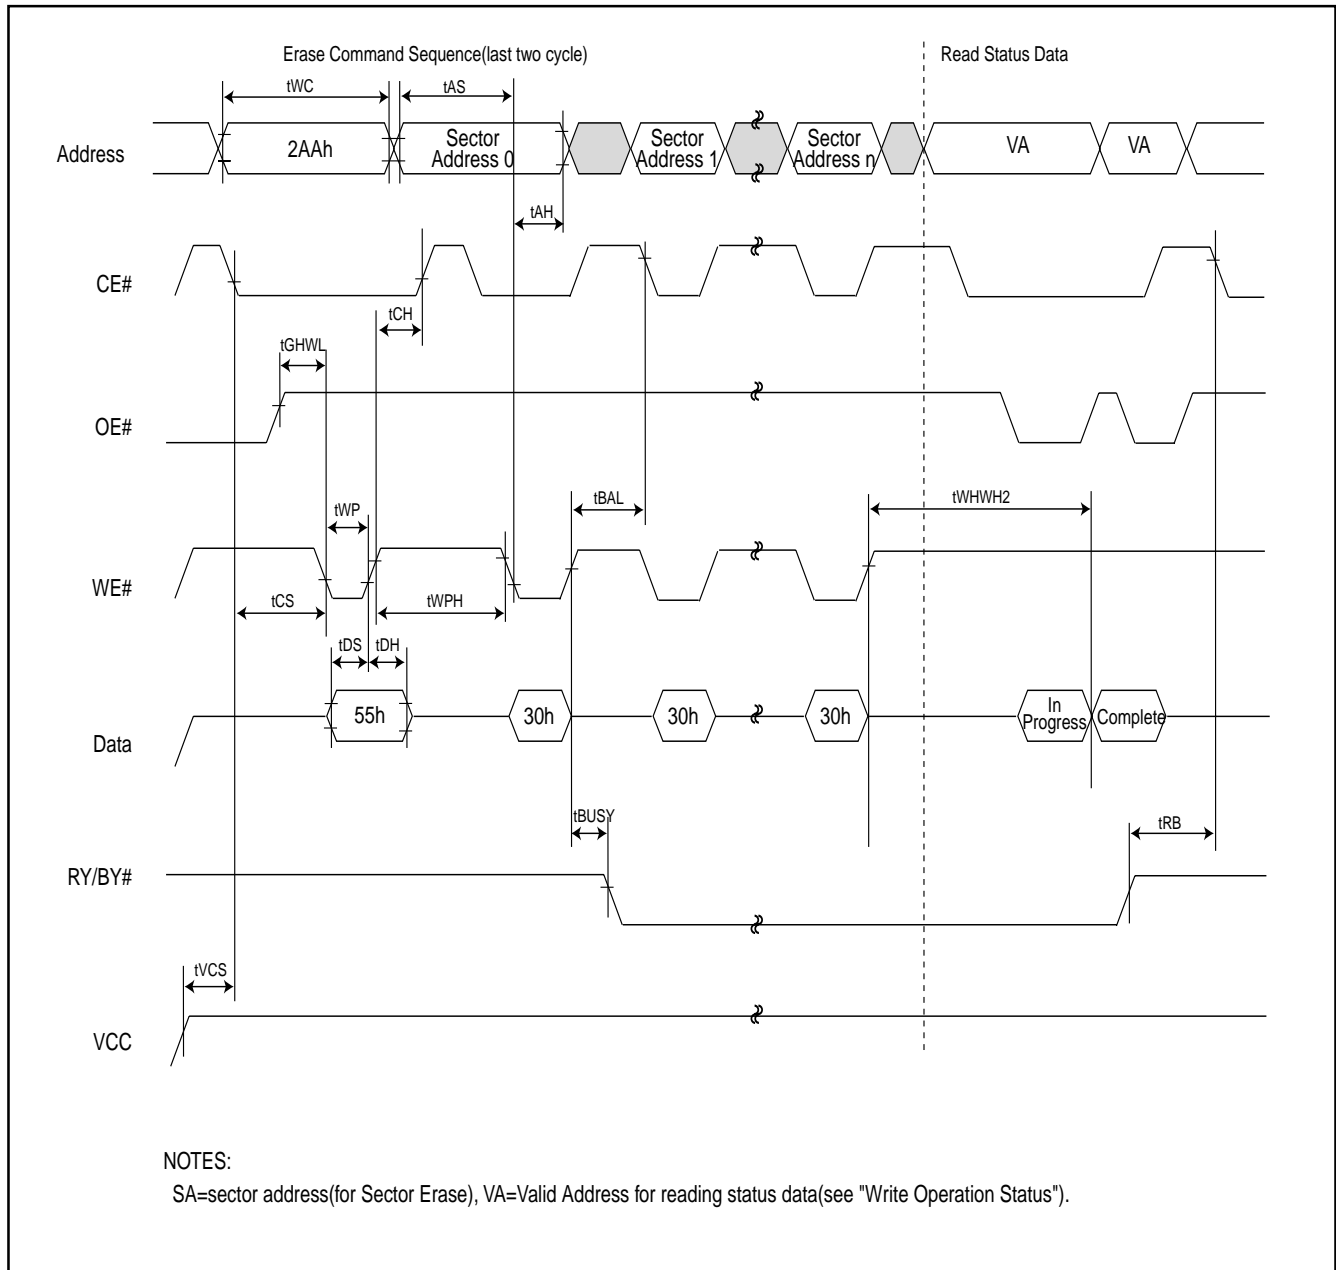 Erase Command Sequence(last two cycle)
Read Status Data
tWC
tAS
Address
2AAh
Sector
Address 0
Sector
Address 1
Sector
Address n
VA
VA
tAH
CE#
tCH
tGHWL
OE#
tBAL
tWHWH2
tWP
WE#
tCS
tWPH
tDS
tDH
Data
55h
30h
30h
30h
In
Progress
Complete
tBUSY
tRB
RY/BY#
tVCS
VCC
NOTES:
SA=sector address(for Sector Erase), VA=Valid Address for reading status data(see "Write Operation Status").